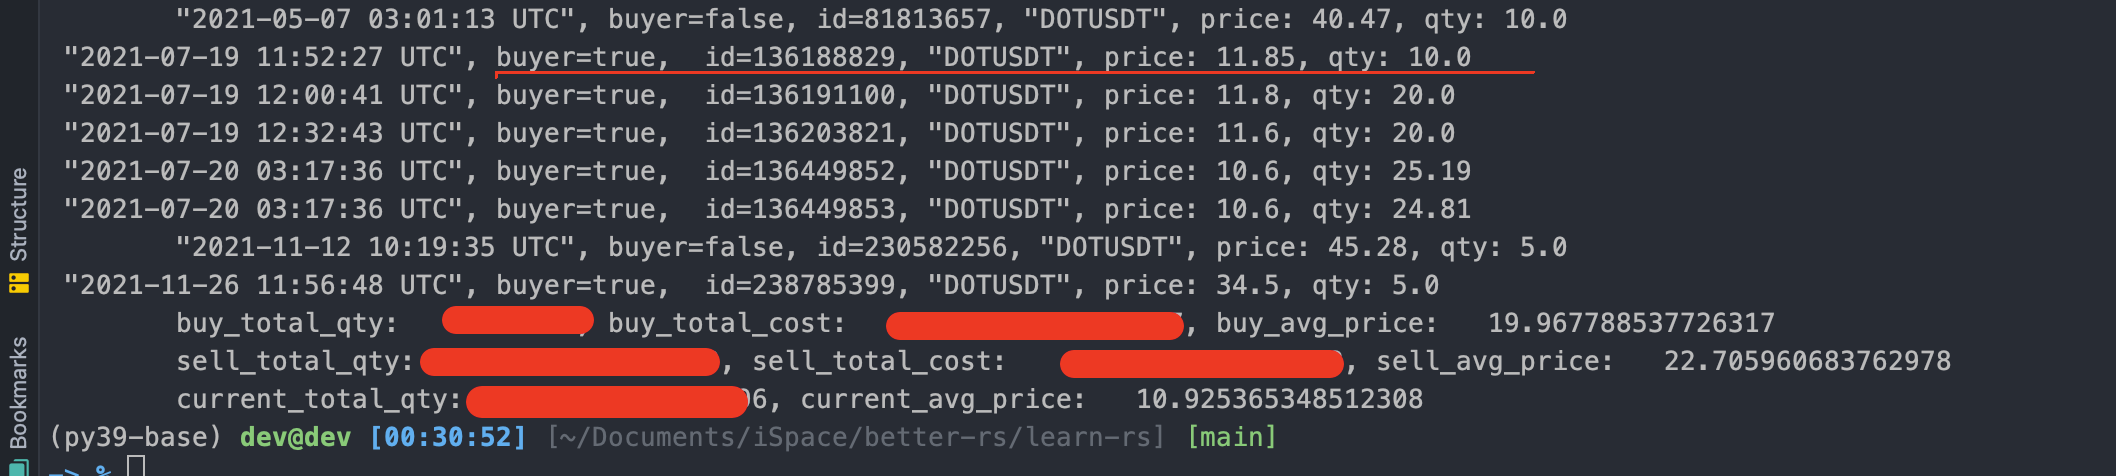 "2021-05-07 03:01:13 UTC", buyer=false, id=81813657, "DOTUSDT", price: 40.47, qty: 10.0
"2021-07-19 11:52:27 UTC", buyer=true, id=136188829, "DOTUSDT", price: 11.85, qty: 10.0
"2021-07-19 12:00:41 UTC", buyer=true, id=136191100, "DOTUSDT", price: 11.8, qty: 20.0
"2021-07-19 12:32:43 UTC", buyer=true, id=136203821, "DOTUSDT", price: 11.6, qty: 20.0
"2021-07-20 03:17:36 UTC", buyer=true, id=136449852, "DOTUSDT", price: 10.6, qty: 25.19
"2021-07-20 03:17:36 UTC", buyer=true, id=136449853, "DOTUSDT", price: 10.6, qty: 24.81
"2021-11-12 10:19:35 UTC", buyer=false, id=230582256, "DOTUSDT", price: 45.28, qty: 5.0
"2021-11-26 11:56:48 UTC", buyer=true, id=238785399, "DOTUSDT", price: 34.5, qty: 5.0
buy_total_qty: , buy_total_cost: , buy_avg_price: 19.967788537726317
sell_total_qty: , sell_total_cost: , sell_avg_price: 22.705960683762978
current_total_qty: 6, current_avg_price: 10.925365348512308
(py39-base) dev@dev [00:30:52] [~/Documents/iSpace/better-rs/learn-rs] [main]
-> %
Structure
Bookmarks